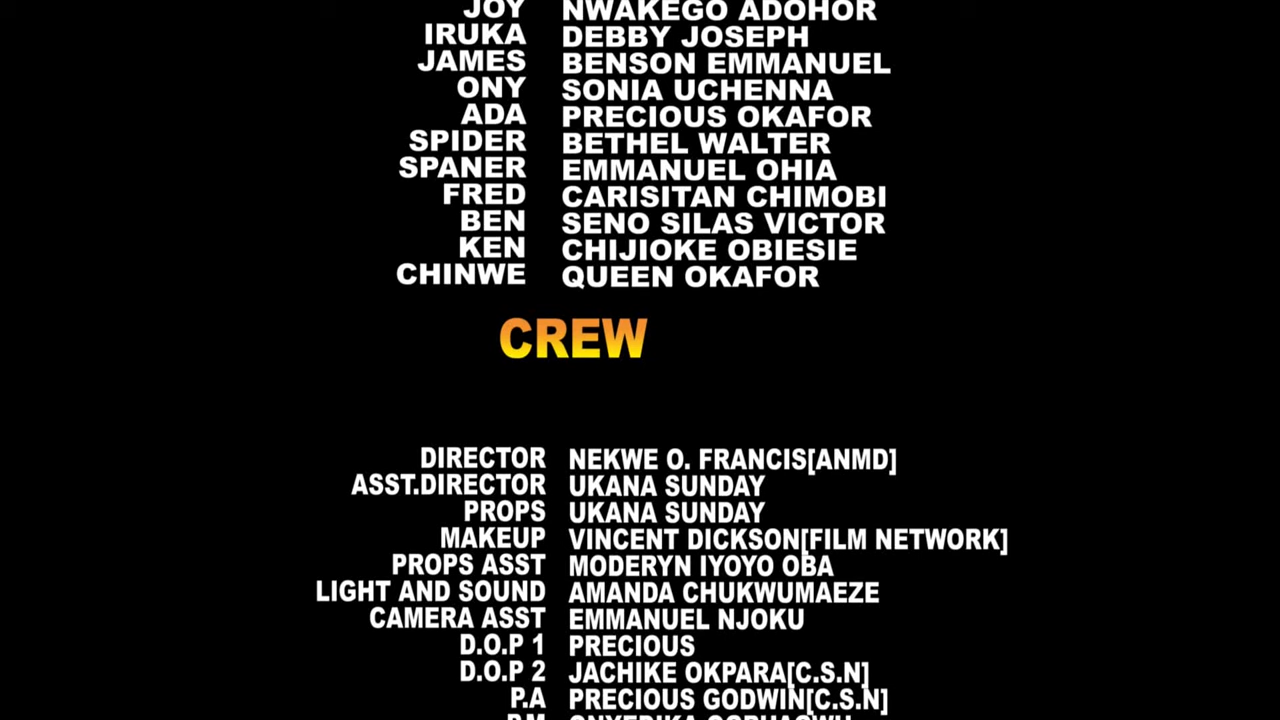 JOY NWAKEGO ADOHOR
IRUKA DEBBY JOSEPH
JAMES BENSON EMMANUEL
ONY SONIA UCHENNA
ADA PRECIOUS OKAFOR
SPIDER BETHEL WALTER
SPANER EMMANUEL OHIA
FRED CARISITAN CHIMOBI
BEN SENO SILAS VICTOR
KEN CHIJIOKE OBIESIE
CHINWE QUEEN OKAFOR
CREW
DIRECTOR NEKWE O. FRANCIS[ANMD]
ASST.DIRECTOR UKANA SUNDAY
PROPS UKANA SUNDAY
MAKEUP VINCENT DICKSON[FILM NETWORK]
PROPS ASST MODERYN IYOYO OBA
LIGHT AND SOUND AMANDA CHUKWUMAEZE
CAMERA ASST EMMANUEL NJOKU
D.O.P 1 PRECIOUS
D.O.P 2 JACHIKE OKPARA[C.S.N]
P.A PRECIOUS GODWIN[C.S.N]